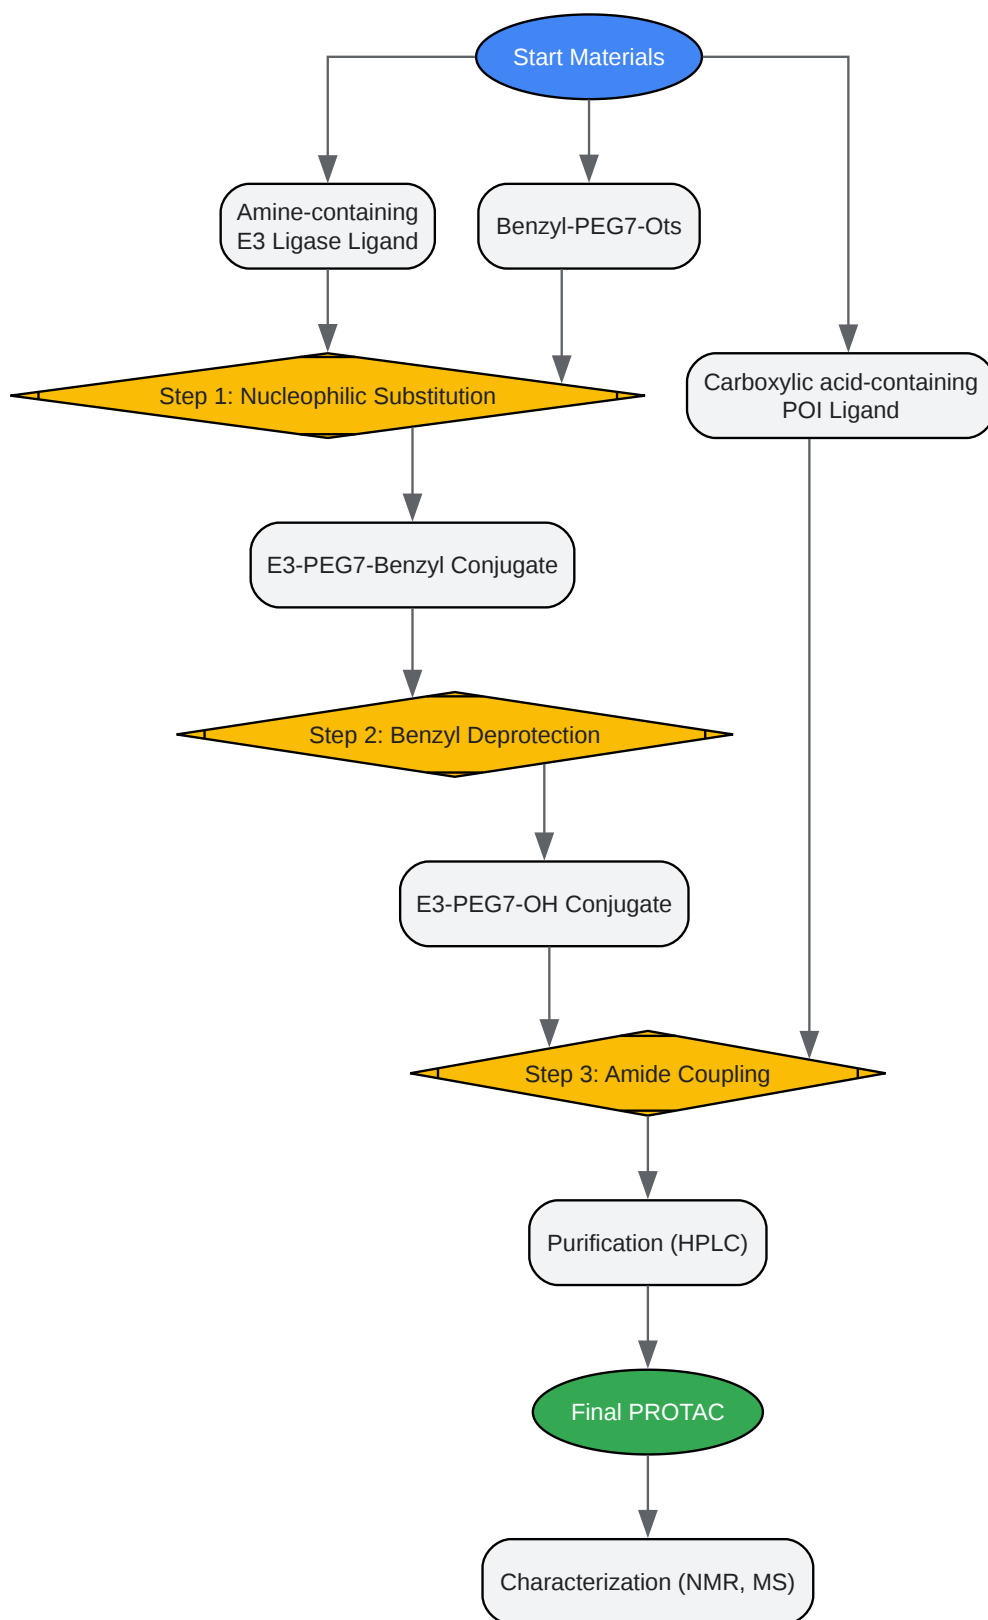 Start Materials
Amine-containing
E3 Ligase Ligand
Benzyl-PEG7-Ots
Step 1: Nucleophilic Substitution
Carboxylic acid-containing
POI Ligand
E3-PEG7-Benzyl Conjugate
Step 2: Benzyl Deprotection
E3-PEG7-OH Conjugate
Step 3: Amide Coupling
Purification (HPLC)
Final PROTAC
Characterization (NMR, MS)